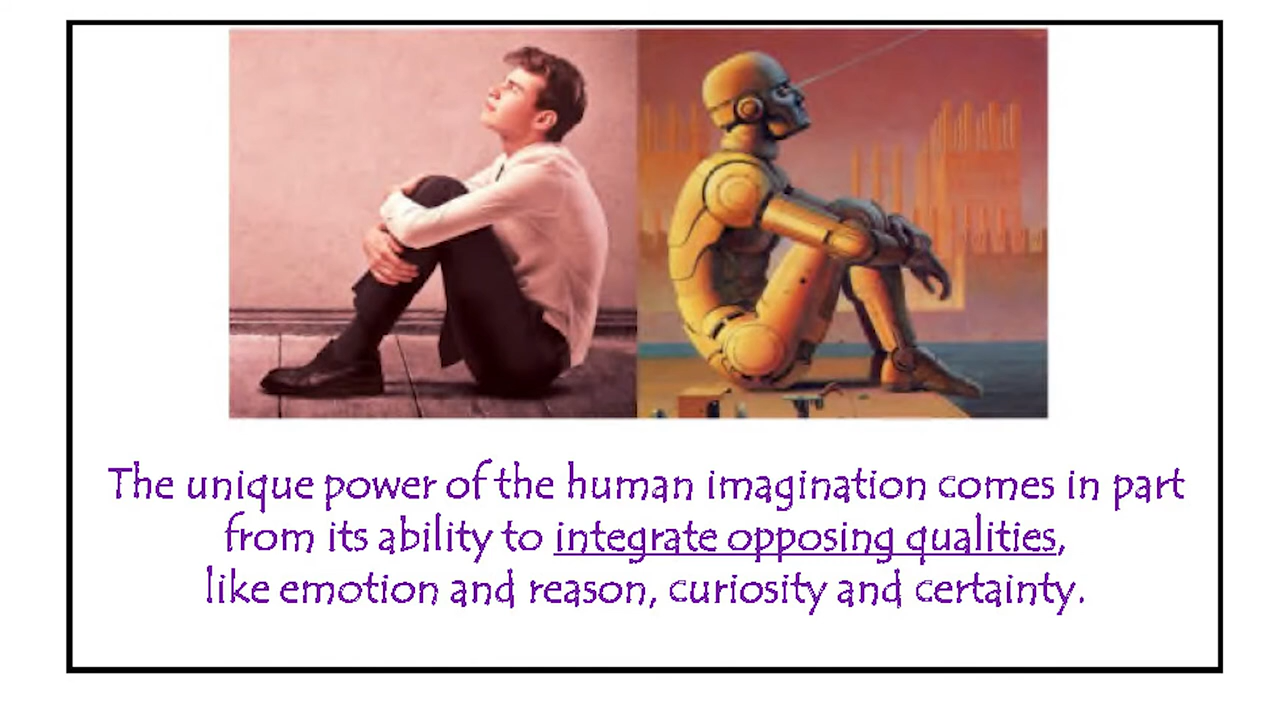 The unique power of the human imagination comes in part
from its ability to integrate opposing qualities,
like emotion and reason, curiosity and certainty.